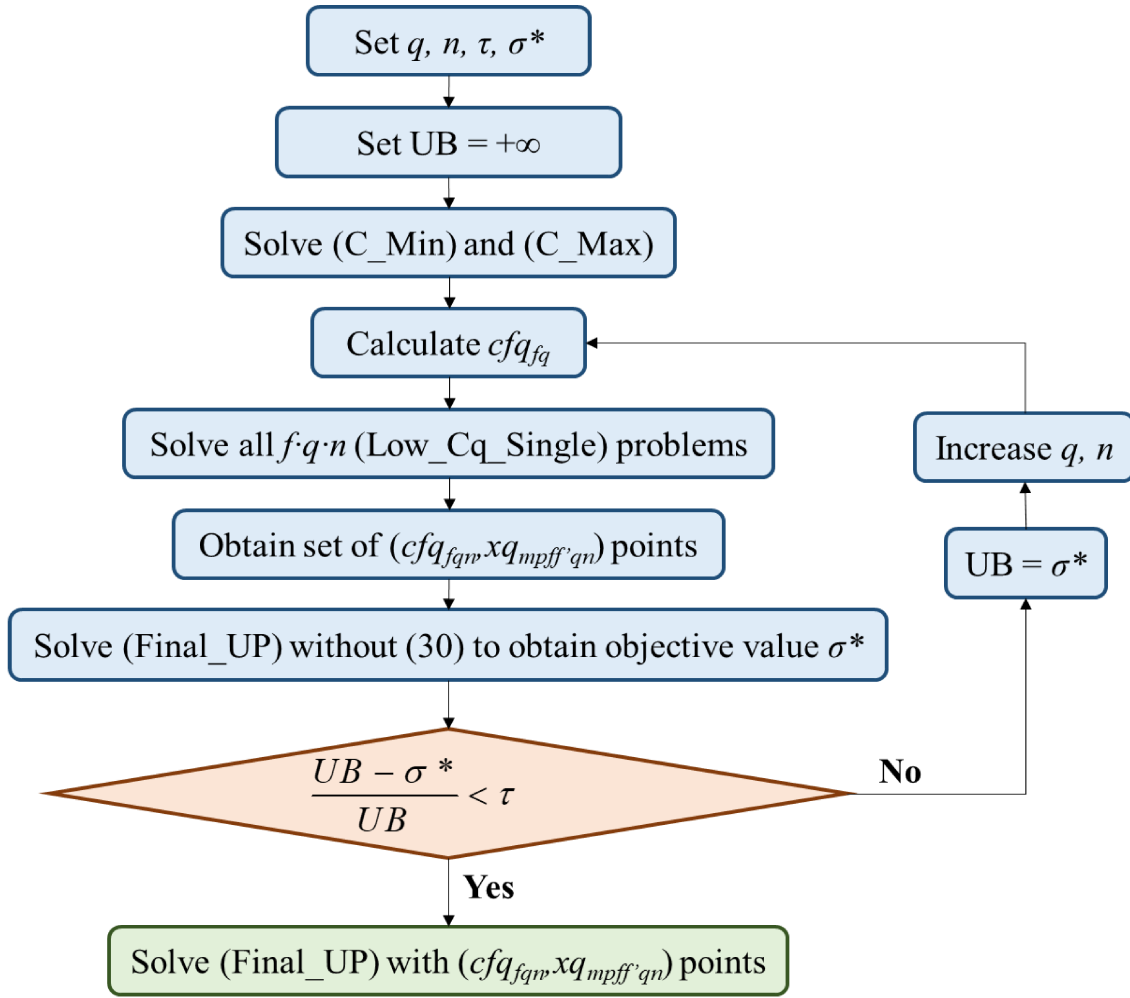 Set q, n, τ, σ*
Set UB = +∞
Solve (C_Min) and (C_Max)
Calculate cfq_fq
Solve all f·q·n (Low_Cq_Single) problems
Increase q, n
Obtain set of (cfq_fqn,xq_mpff'qn) points
UB = σ*
Solve (Final_UP) without (30) to obtain objective value σ*
UB − σ *
UB
< τ
No
Yes
Solve (Final_UP) with (cfq_fqn,xq_mpff'qn) points